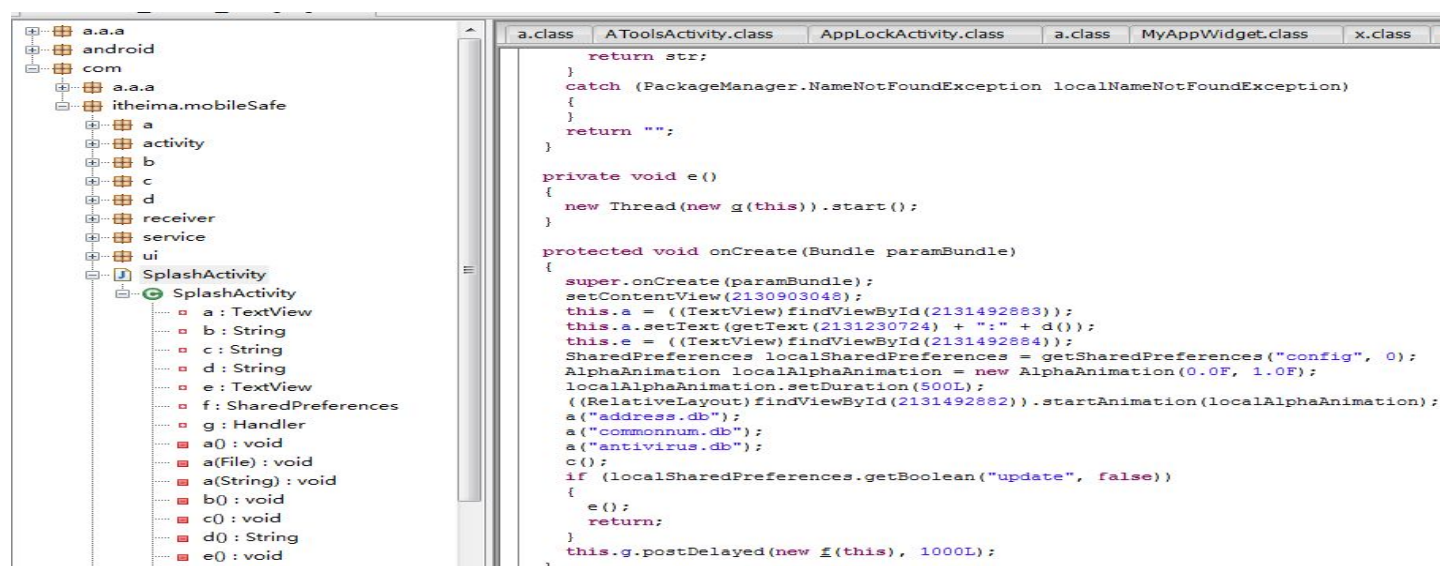 a.a.a
android
com
a.a.a
itheima.mobileSafe
a
activity
b
c
d
receiver
service
ui
SplashActivity
SplashActivity
a : TextView
b : String
c : String
d : String
e : TextView
f : SharedPreferences
g : Handler
a() : void
a(File) : void
a(String) : void
b() : void
c() : void
d() : String
e() : void
a.class AToolsActivity.class AppLockActivity.class a.class MyAppWidget.class x.class
return str;
}
catch (PackageManager.NameNotFoundException localNameNotFoundException)
{
}
return "";
}
private void e()
{
new Thread(new g(this)).start();
}
protected void onCreate(Bundle paramBundle)
{
super.onCreate(paramBundle);
setContentView(2130903048);
this.a = ((TextView)findViewById(2131492883));
this.a.setText(getText(2131230724) + ":" + d());
this.e = ((TextView)findViewById(2131492884));
SharedPreferences localSharedPreferences = getSharedPreferences("config", 0);
AlphaAnimation localAlphaAnimation = new AlphaAnimation(0.0F, 1.0F);
localAlphaAnimation.setDuration(500L);
((RelativeLayout)findViewById(2131492882)).startAnimation(localAlphaAnimation);
a("address.db");
a("commonnum.db");
a("antivirus.db");
c();
if (localSharedPreferences.getBoolean("update", false))
{
e();
return;
}
this.g.postDelayed(new f(this), 1000L);